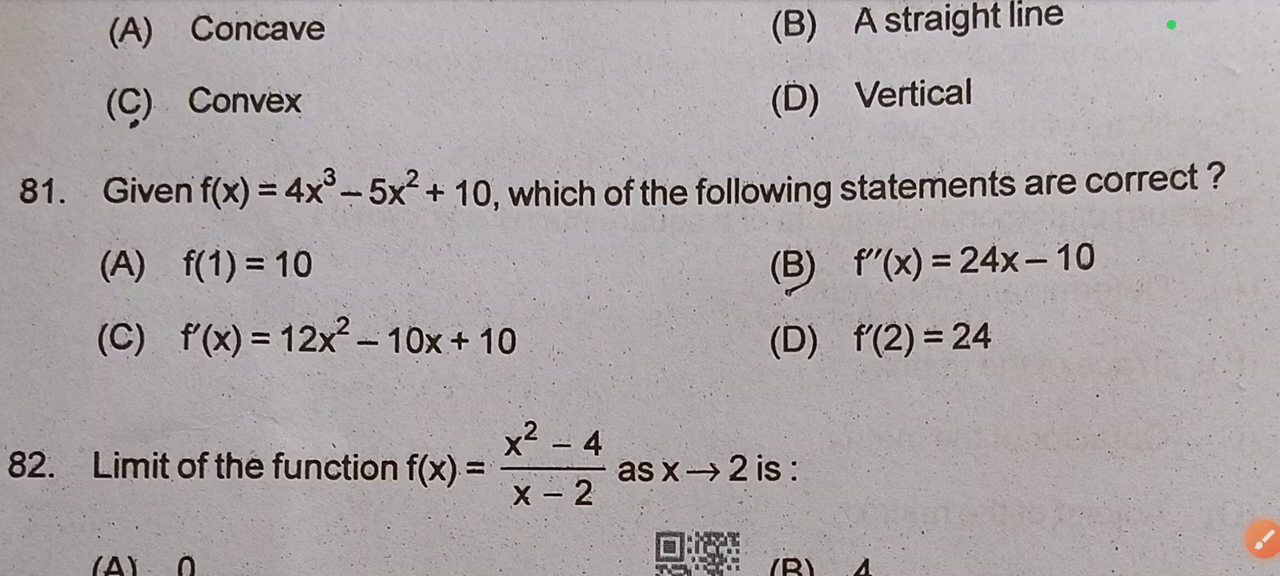 (A) Concave (B) A straight line
(C) Convex (D) Vertical
81. Given f(x) = 4x³ – 5x² + 10, which of the following statements are correct ?
(A) f(1) = 10 (B) f″(x) = 24x – 10
(C) f′(x) = 12x² – 10x + 10 (D) f′(2) = 24
82. Limit of the function f(x) = (x² – 4)/(x – 2) as x → 2 is :
(A) 0 (B) 4